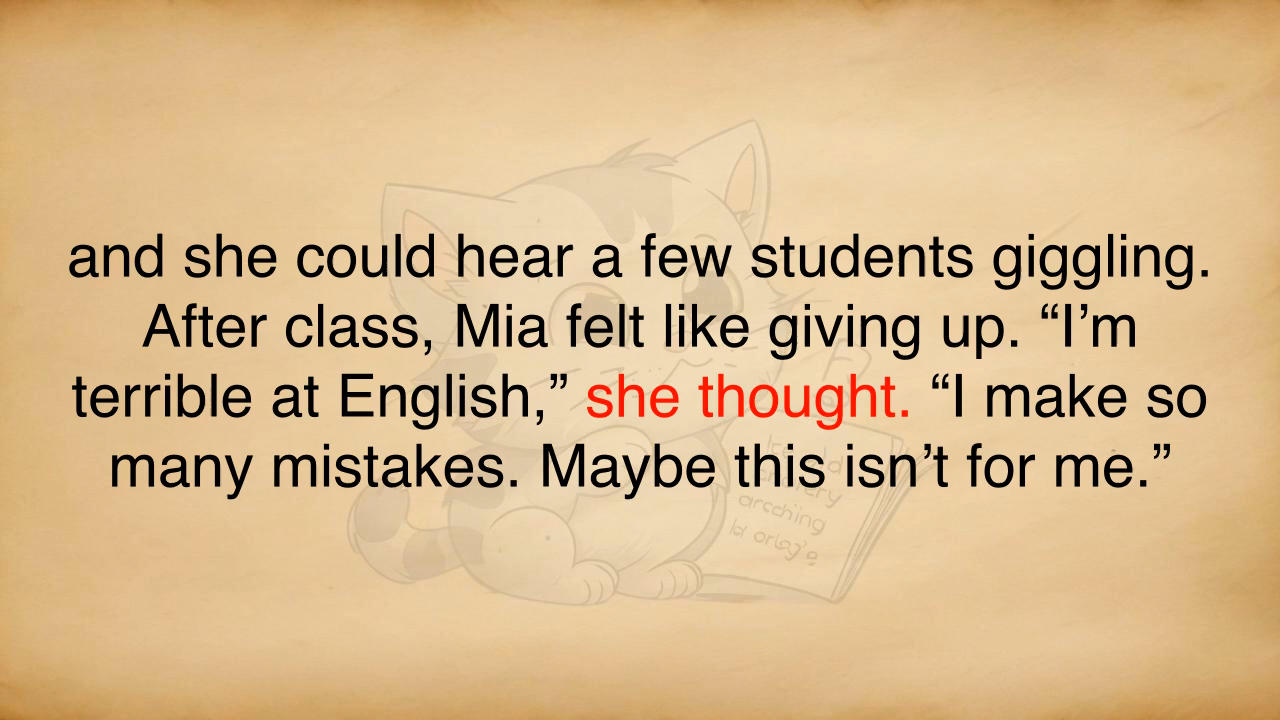 and she could hear a few students giggling.
After class, Mia felt like giving up. “I’m
terrible at English,” she thought. “I make so
many mistakes. Maybe this isn’t for me.”
arcching